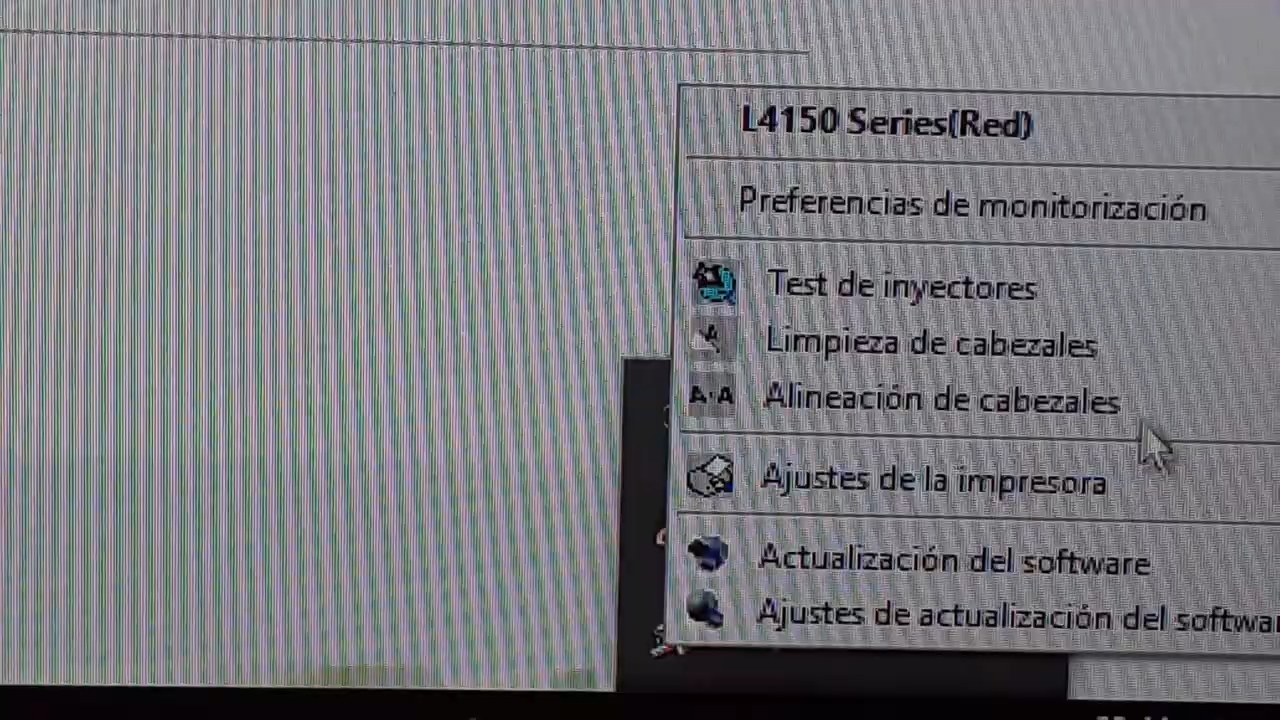 L4150 Series(Red)
Preferencias de monitorización
Test de inyectores
Limpieza de cabezales
A·A Alineación de cabezales
Ajustes de la impresora
Actualización del software
Ajustes de actualización del softwar